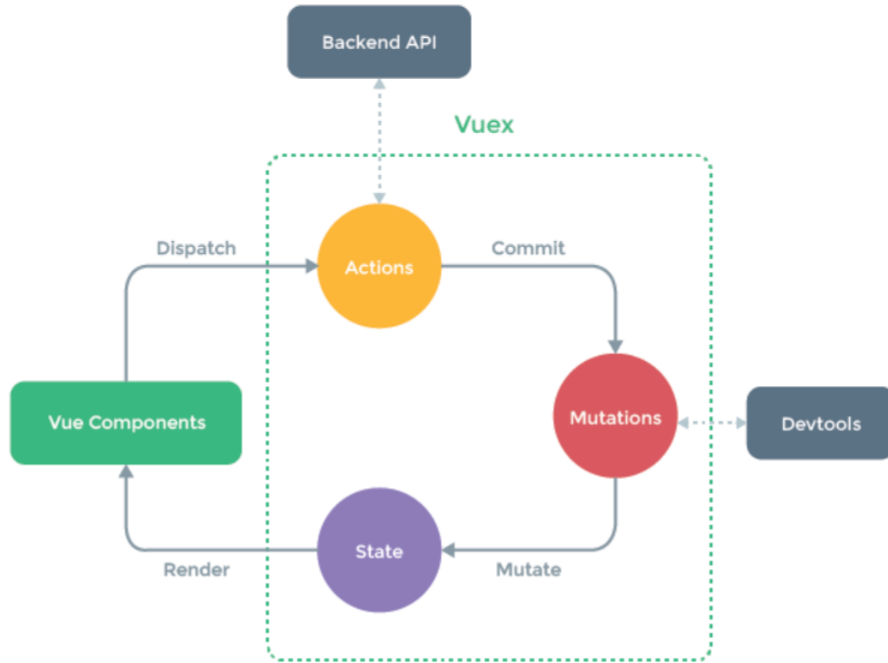 Backend API
Vuex
Dispatch
Commit
Actions
Vue Components
Mutations
Devtools
State
Render
Mutate